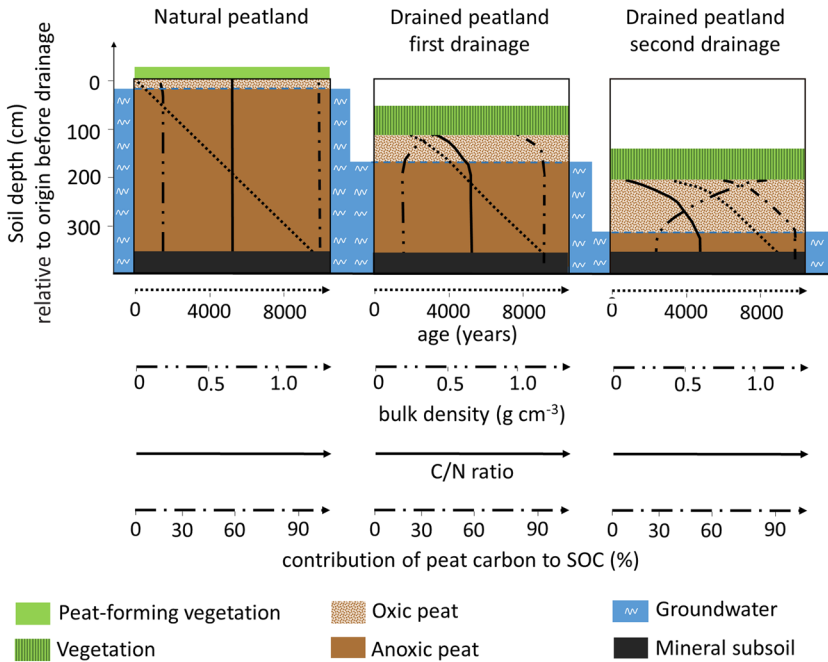 Natural peatland
Drained peatland
first drainage
Drained peatland
second drainage
Soil depth (cm)
relative to origin before drainage
0
100
200
300
0 4000 8000
0 4000 8000
0 4000 8000
age (years)
0 0.5 1.0
0 0.5 1.0
0 0.5 1.0
bulk density (g cm-3)
C/N ratio
0 30 60 90
0 30 60 90
0 30 60 90
contribution of peat carbon to SOC (%)
Peat-forming vegetation
Oxic peat
Groundwater
Vegetation
Anoxic peat
Mineral subsoil